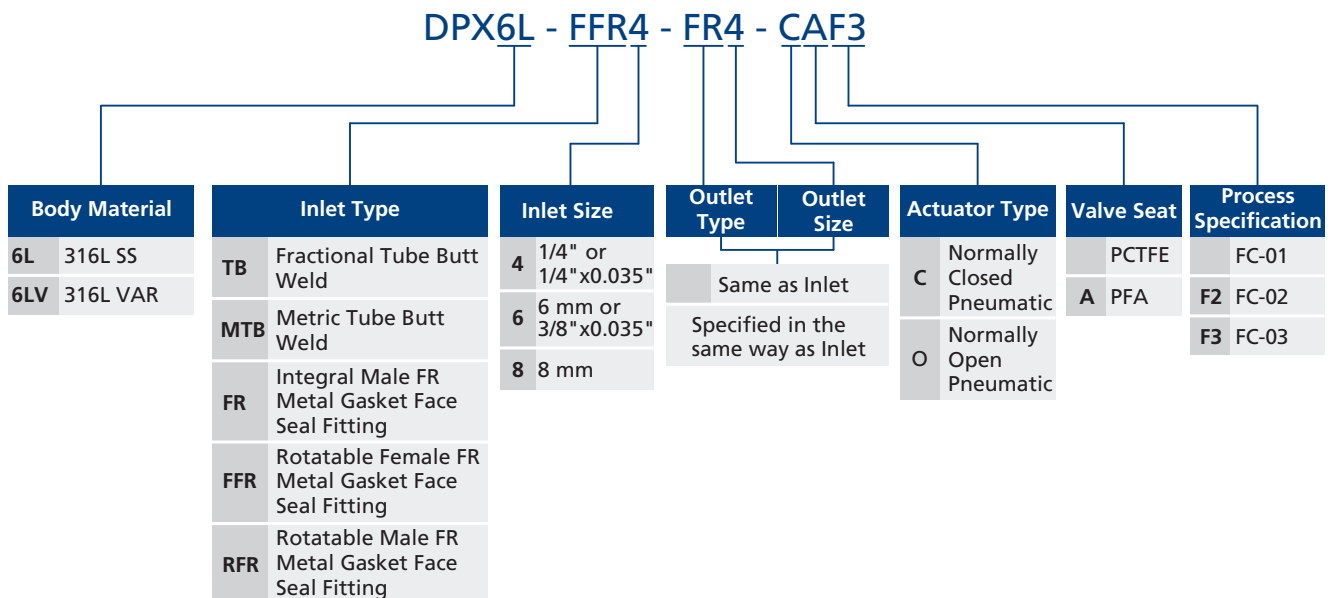 DPX6L - FFR4 - FR4 - CAF3
Body Material
6L 316L SS
6LV 316L VAR
Inlet Type
TB Fractional Tube Butt
Weld
MTB Metric Tube Butt
Weld
FR Integral Male FR
Metal Gasket Face
Seal Fitting
FFR Rotatable Female FR
Metal Gasket Face
Seal Fitting
RFR Rotatable Male FR
Metal Gasket Face
Seal Fitting
Inlet Size
4 1/4" or
1/4"x0.035"
6 6 mm or
3/8"x0.035"
8 8 mm
Outlet
Type
Outlet
Size
Same as Inlet
Specified in the
same way as Inlet
Actuator Type
C Normally
Closed
Pneumatic
O Normally
Open
Pneumatic
Valve Seat
PCTFE
A PFA
Process
Specification
FC-01
F2 FC-02
F3 FC-03